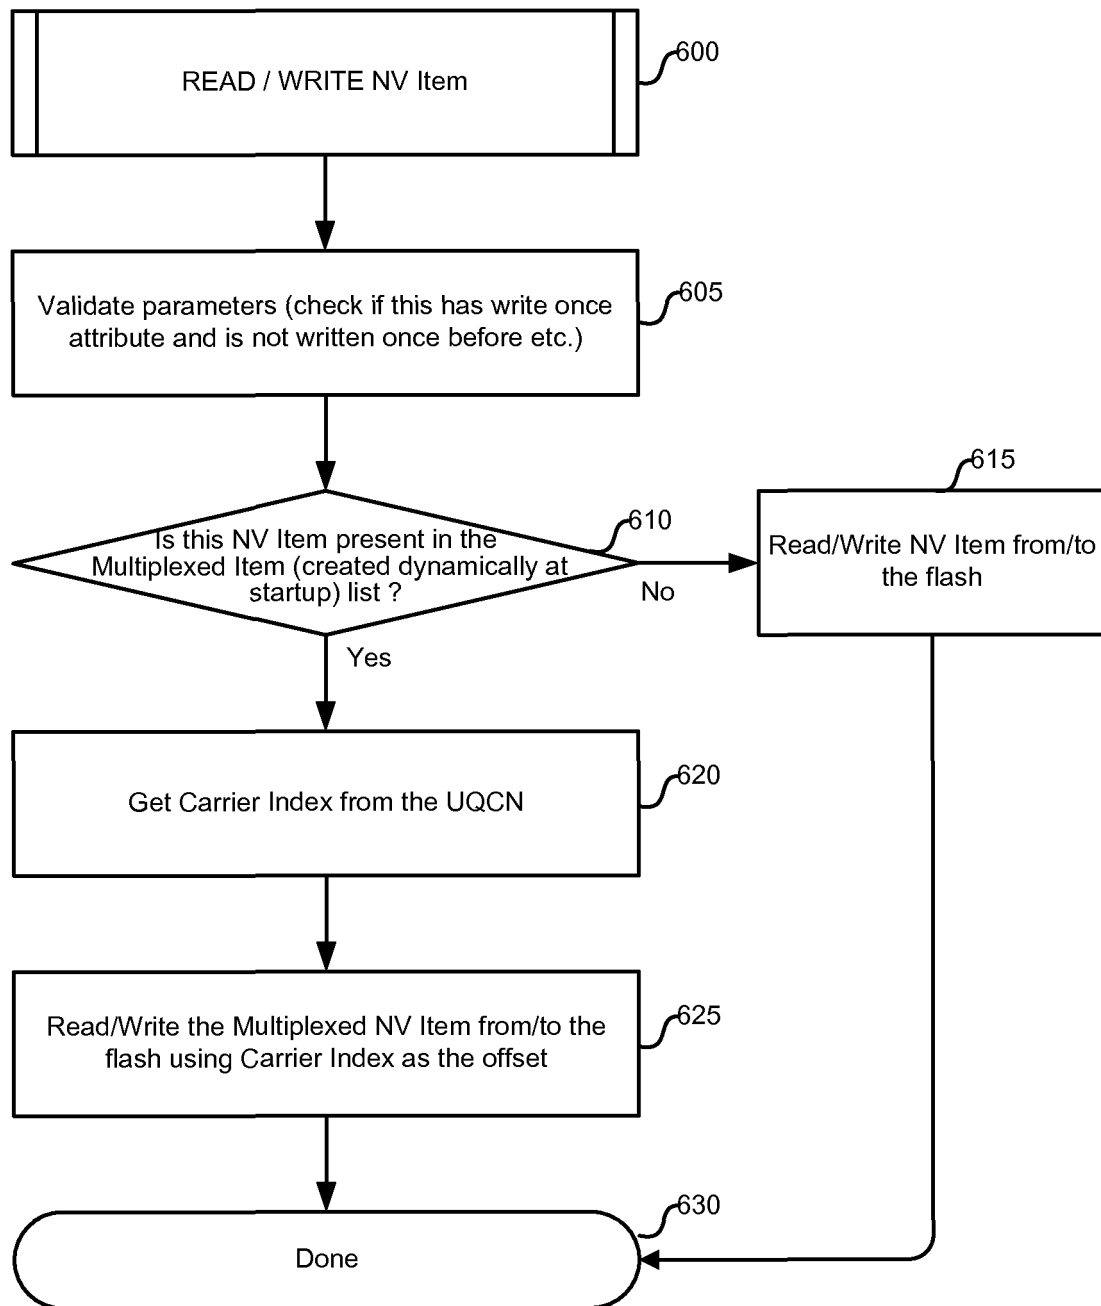 READ / WRITE NV Item
600
Validate parameters (check if this has write once
attribute and is not written once before etc.)
605
Is this NV Item present in the
Multiplexed Item (created dynamically at
startup) list ?
610
No
Yes
615
Read/Write NV Item from/to
the flash
Get Carrier Index from the UQCN
620
Read/Write the Multiplexed NV Item from/to the
flash using Carrier Index as the offset
625
Done
630